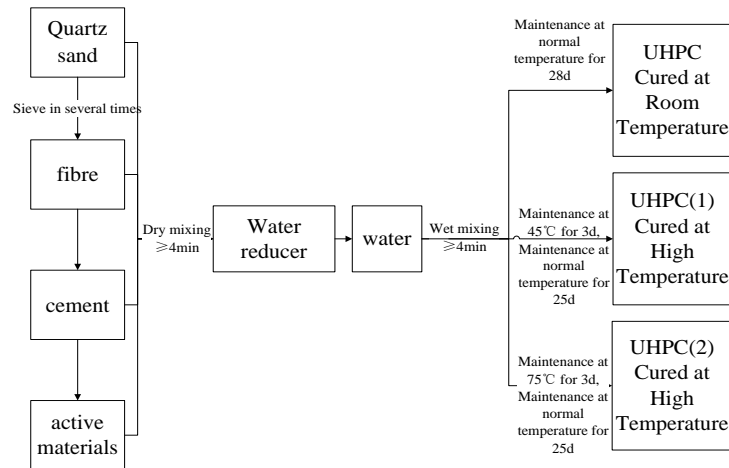 Quartz
sand
Sieve in several times
fibre
cement
active
materials
Dry mixing
≥4min
Water
reducer
water
Wet mixing
≥4min
Maintenance at
normal
temperature for
28d
UHPC
Cured at
Room
Temperature
Maintenance at
45℃ for 3d,
Maintenance at
normal
temperature for
25d
UHPC(1)
Cured at
High
Temperature
Maintenance at
75℃ for 3d,
Maintenance at
normal
temperature for
25d
UHPC(2)
Cured at
High
Temperature